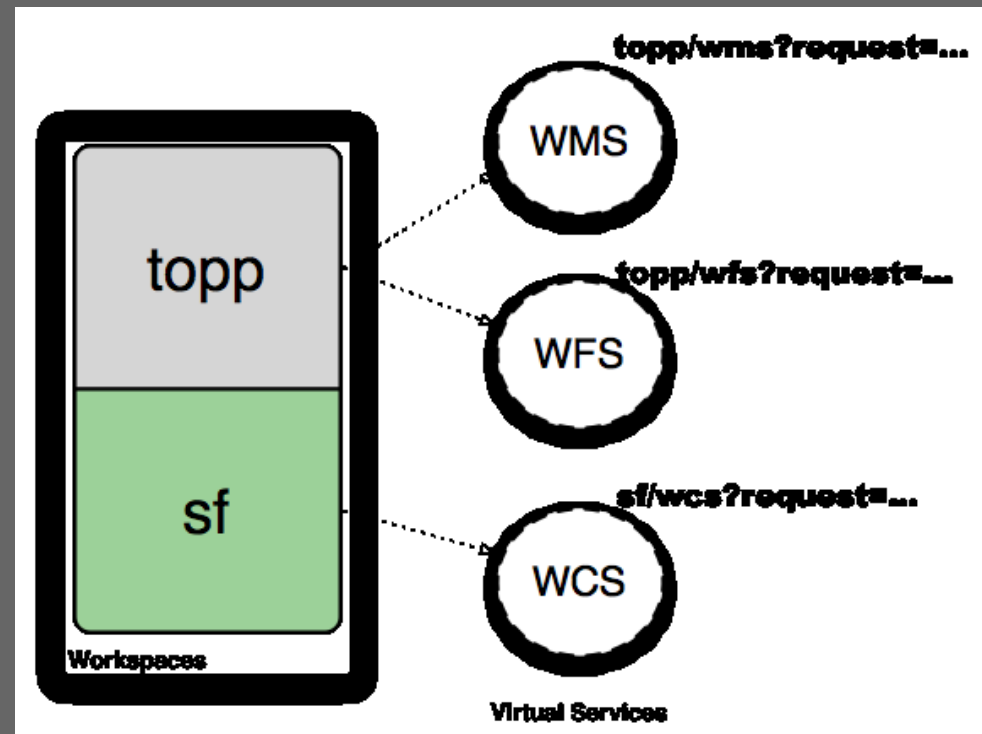 topp/wms?request=...
WMS
topp
topp/wfs?request=...
WFS
sf/wcs?request=...
sf
WCS
Workspaces
Virtual Services